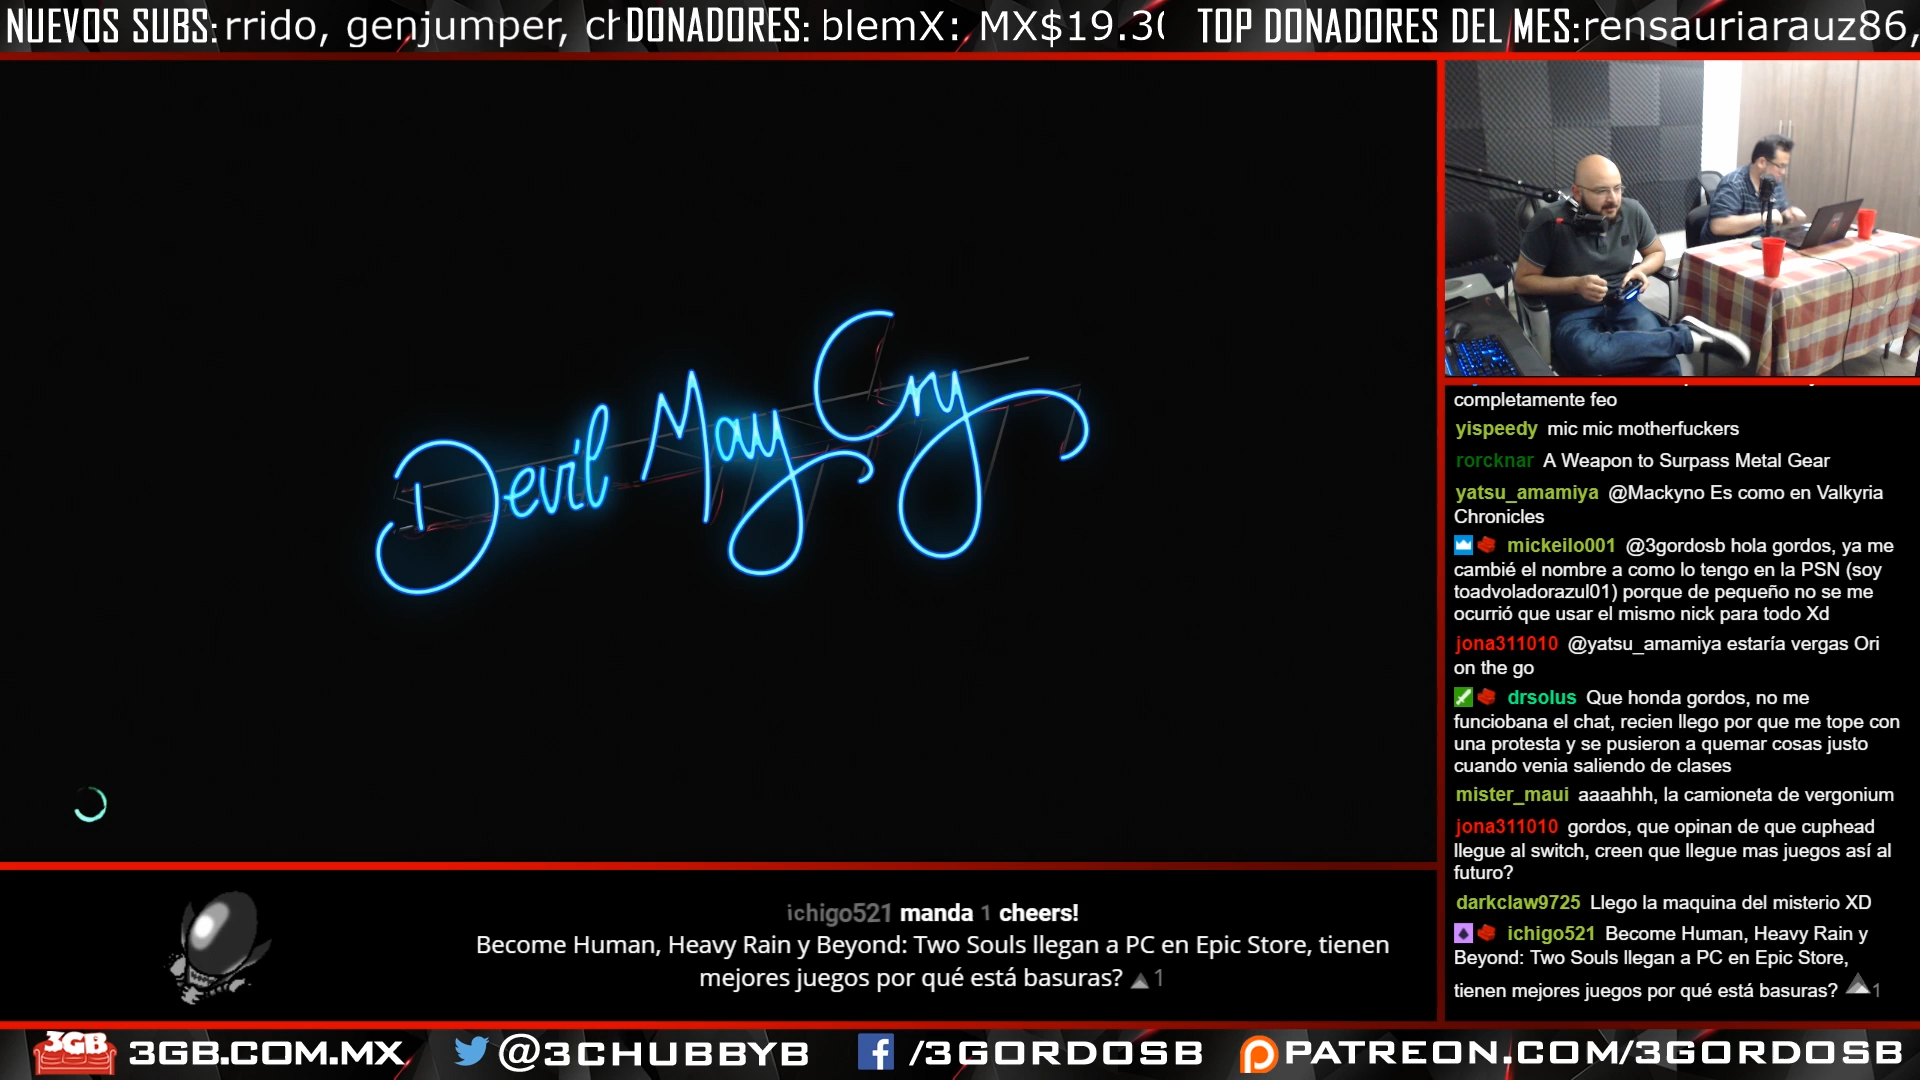 NUEVOS SUBS: rrido, genjumper, ch DONADORES: blemX: MX$19.30 TOP DONADORES DEL MES: rensauriarauz86,
Devil May Cry
completamente feo
yispeedy mic mic motherfuckers
rorcknar A Weapon to Surpass Metal Gear
yatsu_amamiya @Mackyno Es como en Valkyria
Chronicles
mickeilo001 @3gordosb hola gordos, ya me
cambié el nombre a como lo tengo en la PSN (soy
toadvoladorazul01) porque de pequeño no se me
ocurrió que usar el mismo nick para todo Xd
jona311010 @yatsu_amamiya estaría vergas Ori
on the go
drsolus Que honda gordos, no me
funciobana el chat, recien llego por que me tope con
una protesta y se pusieron a quemar cosas justo
cuando venia saliendo de clases
mister_maui aaaahhh, la camioneta de vergonium
jona311010 gordos, que opinan de que cuphead
llegue al switch, creen que llegue mas juegos así al
futuro?
darkclaw9725 Llego la maquina del misterio XD
ichigo521 Become Human, Heavy Rain y
Beyond: Two Souls llegan a PC en Epic Store,
tienen mejores juegos por qué está basuras? 1
ichigo521 manda 1 cheers!
Become Human, Heavy Rain y Beyond: Two Souls llegan a PC en Epic Store, tienen
mejores juegos por qué está basuras? 1
3GB 3GB.COM.MX @3CHUBBYB /3GORDOSB PATREON.COM/3GORDOSB